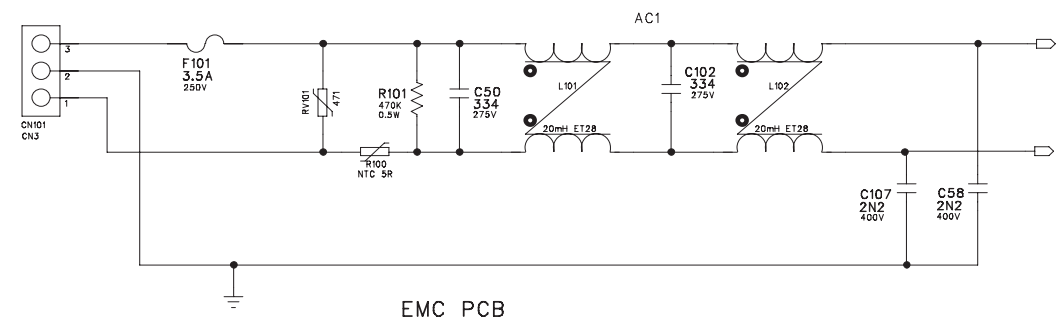 AC1
3
2
1
CN101
CN3
F101
3.5A
250V
RV101
471
R101
470K
0.5W
C50
334
275V
L101
20mH ET28
C102
334
275V
L102
20mH ET28
R100
NTC 5R
C107
2N2
400V
C58
2N2
400V
EMC PCB